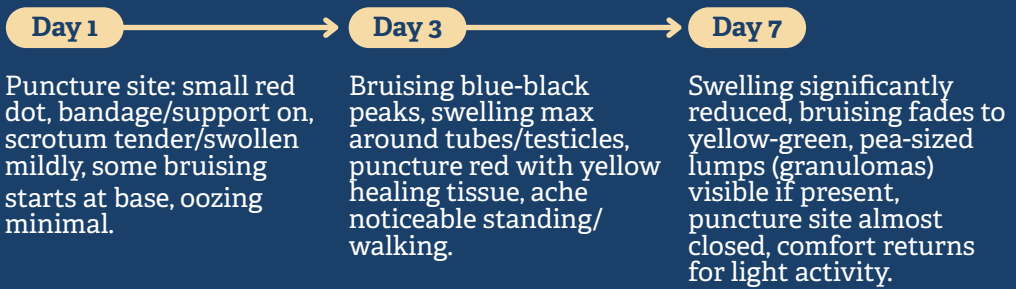 Day 1
Day 3
Day 7
Puncture site: small red
dot, bandage/support on,
scrotum tender/swollen
mildly, some bruising
starts at base, oozing
minimal.
Bruising blue-black
peaks, swelling max
around tubes/testicles,
puncture red with yellow
healing tissue, ache
noticeable standing/
walking.
Swelling significantly
reduced, bruising fades to
yellow-green, pea-sized
lumps (granulomas)
visible if present,
puncture site almost
closed, comfort returns
for light activity.